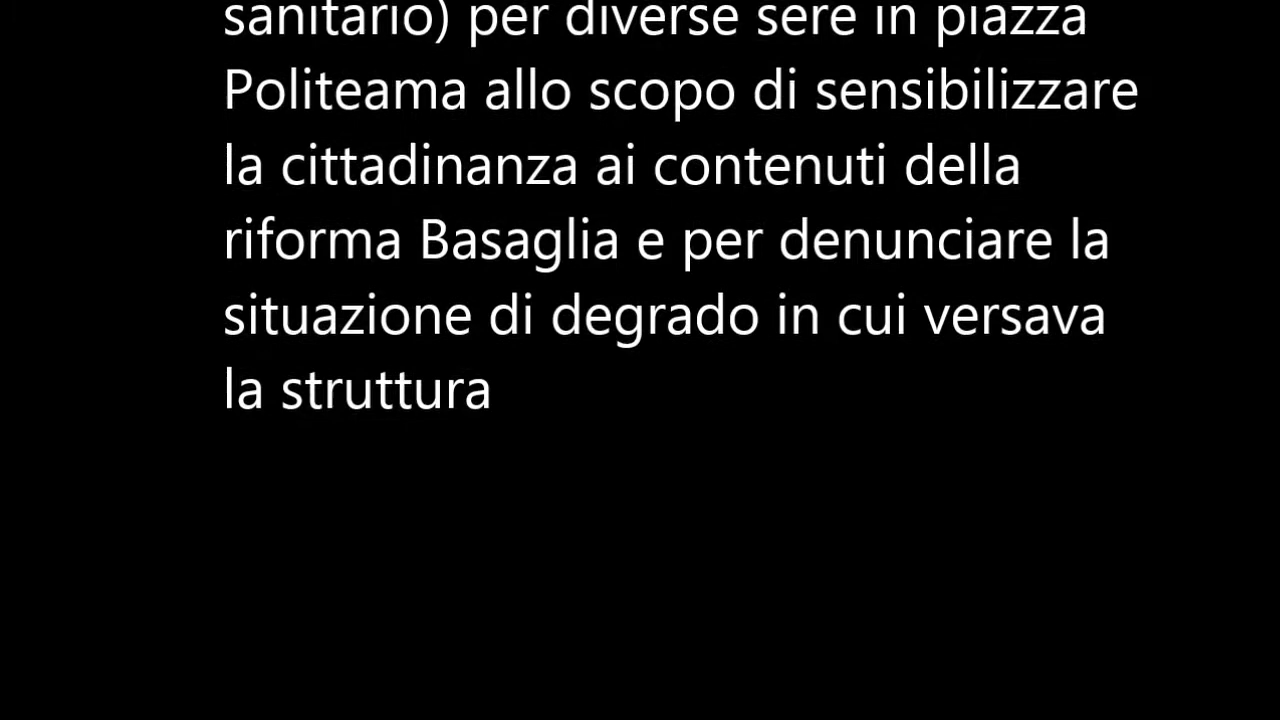 sanitario) per diverse sere in piazza
Politeama allo scopo di sensibilizzare
la cittadinanza ai contenuti della
riforma Basaglia e per denunciare la
situazione di degrado in cui versava
la struttura